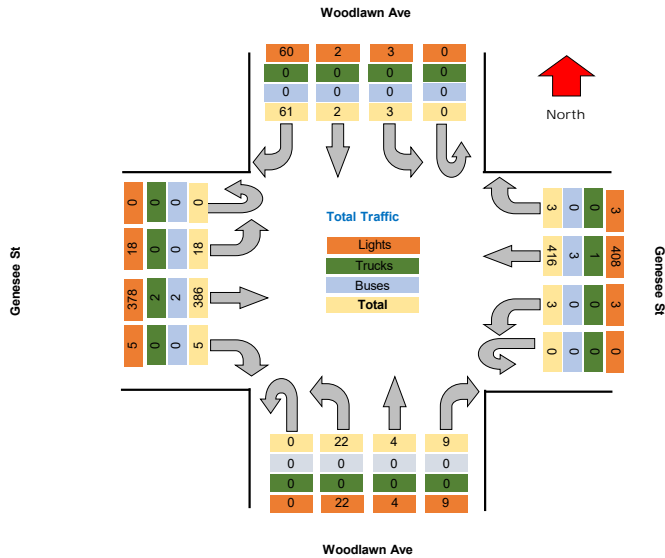 Woodlawn Ave
60 2 3 0
0 0 0 0
0 0 0 0
61 2 3 0
North
Genesee St
0 0 0 0
18 0 0 18
378 2 2 386
5 0 0 5
Total Traffic
Lights
Trucks
Buses
Total
3 0 0 3
416 3 1 408
3 0 0 3
0 0 0 0
Genesee St
0 22 4 9
0 0 0 0
0 0 0 0
0 22 4 9
Woodlawn Ave